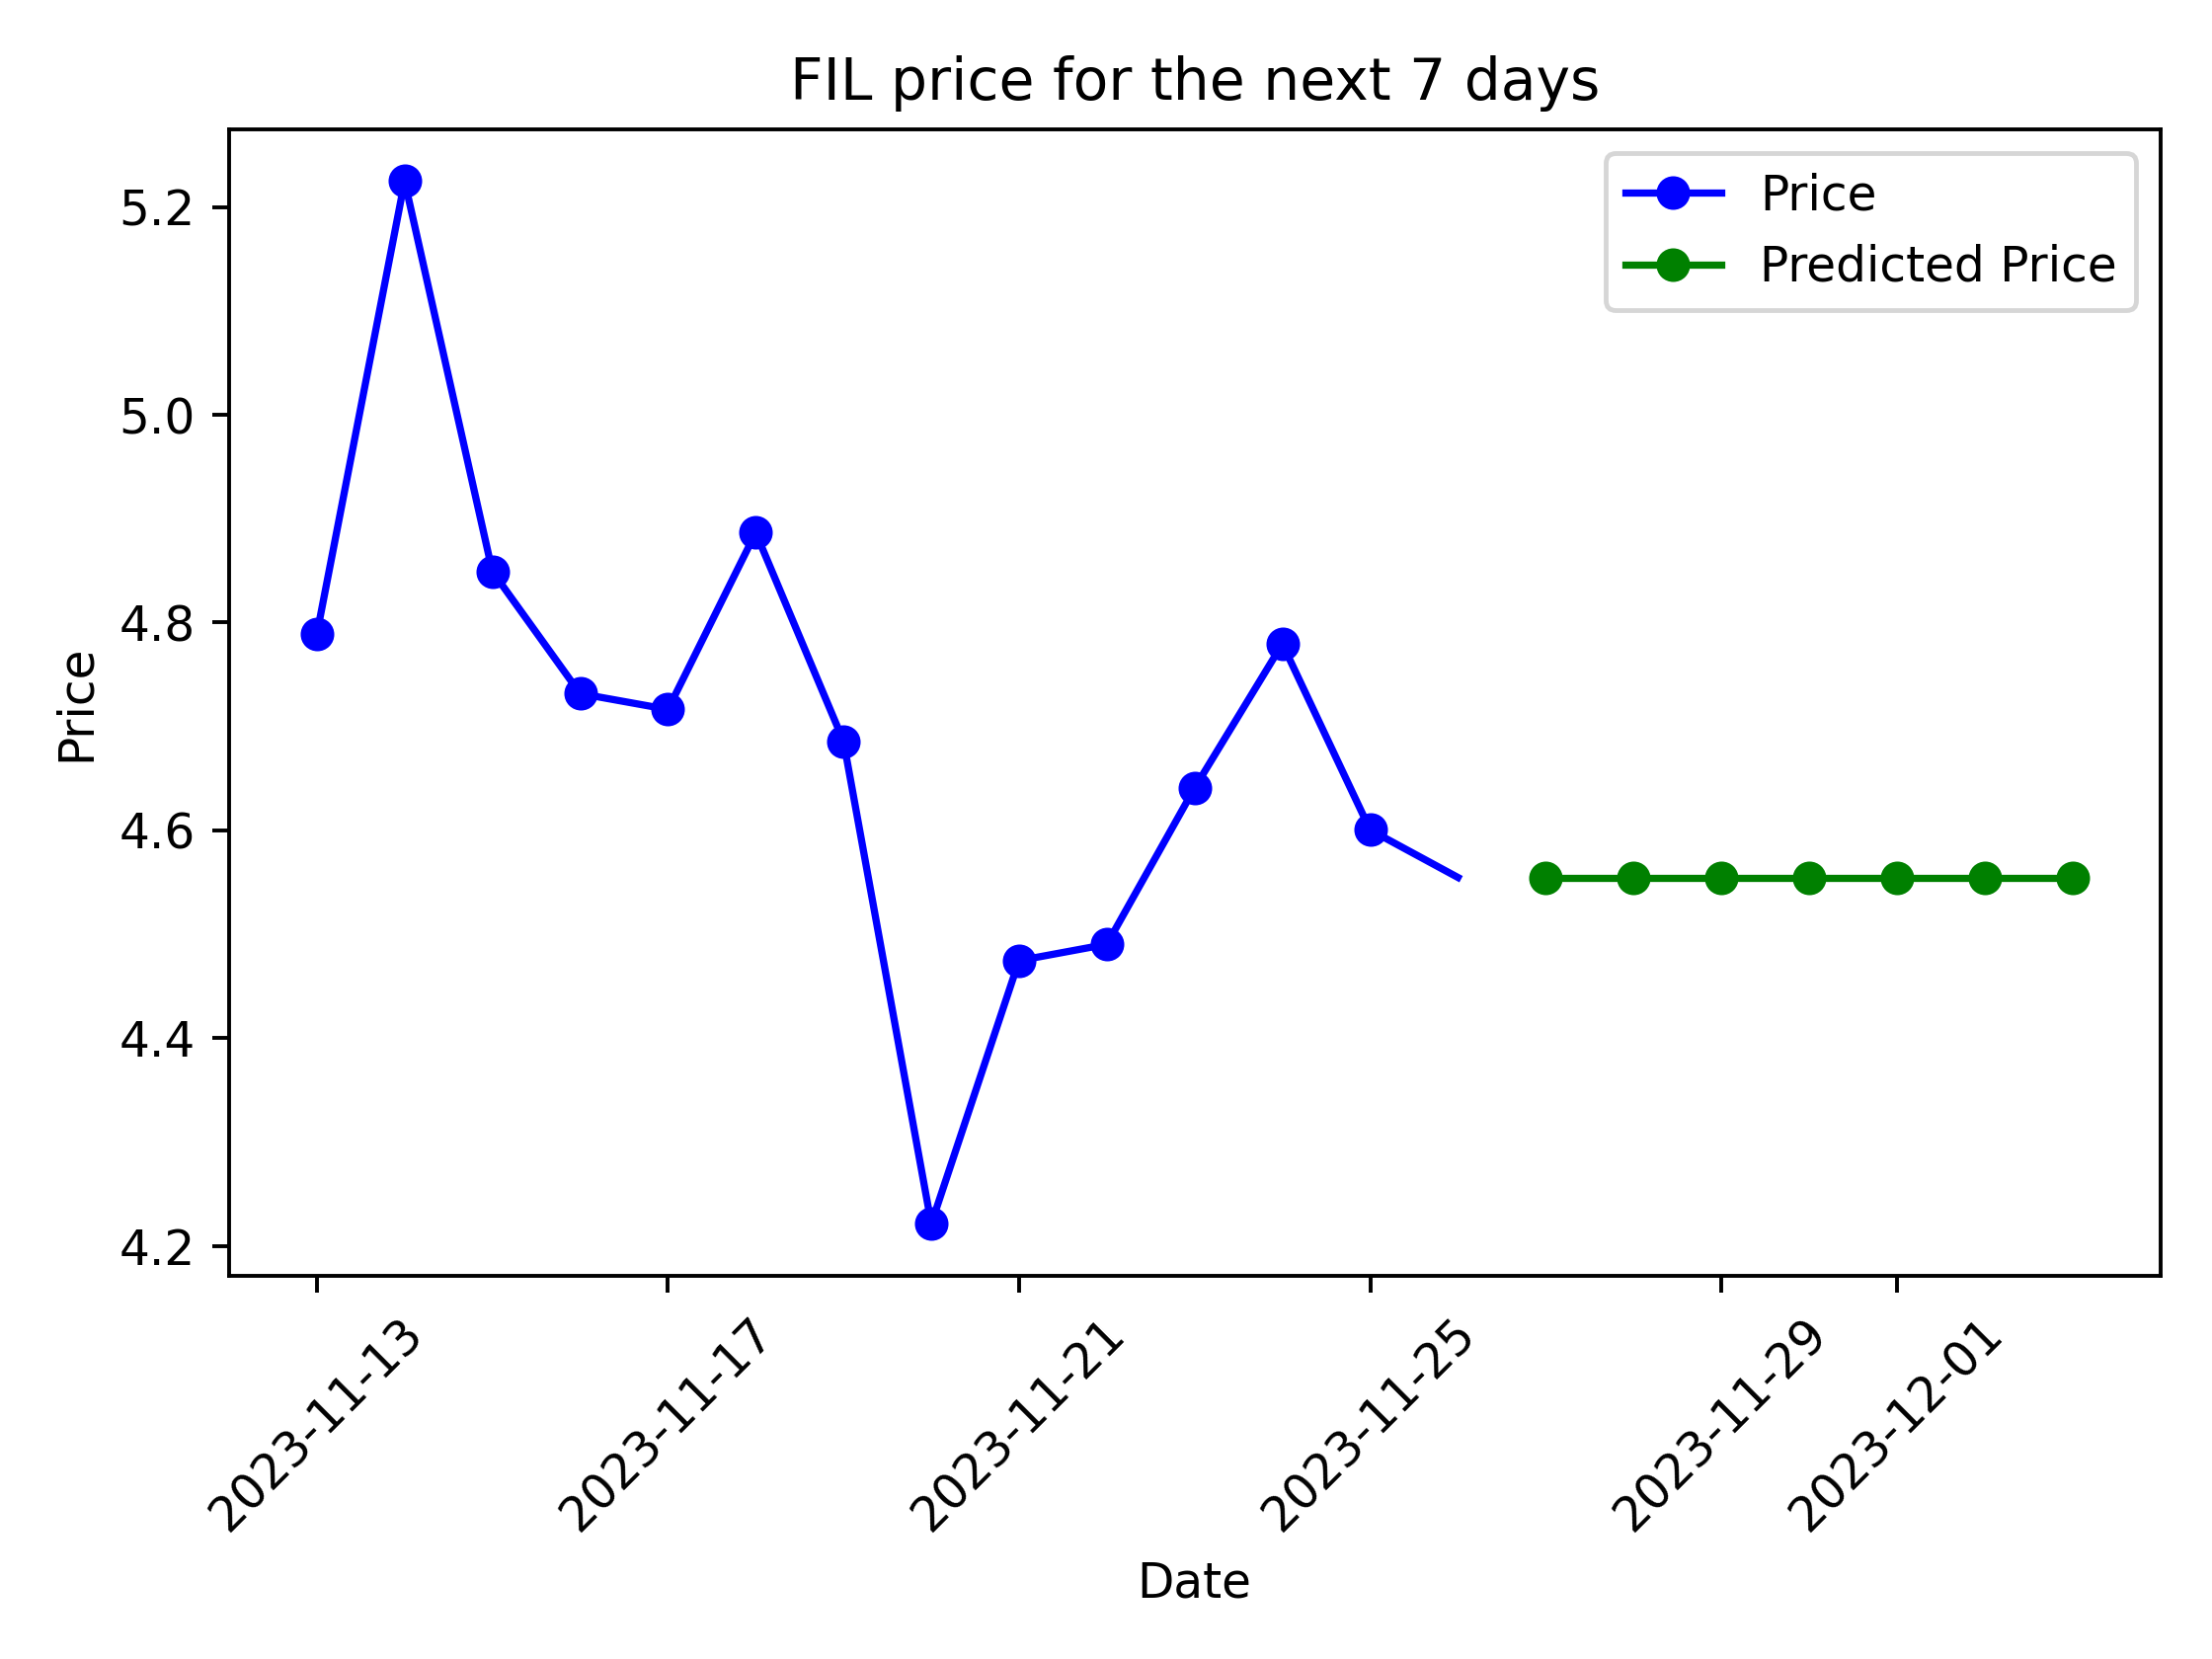 FIL price for the next 7 days
Price
Predicted Price
5.2
5.0
4.8
4.6
4.4
4.2
Price
2023-11-13
2023-11-17
2023-11-21
2023-11-25
2023-11-29
2023-12-01
Date